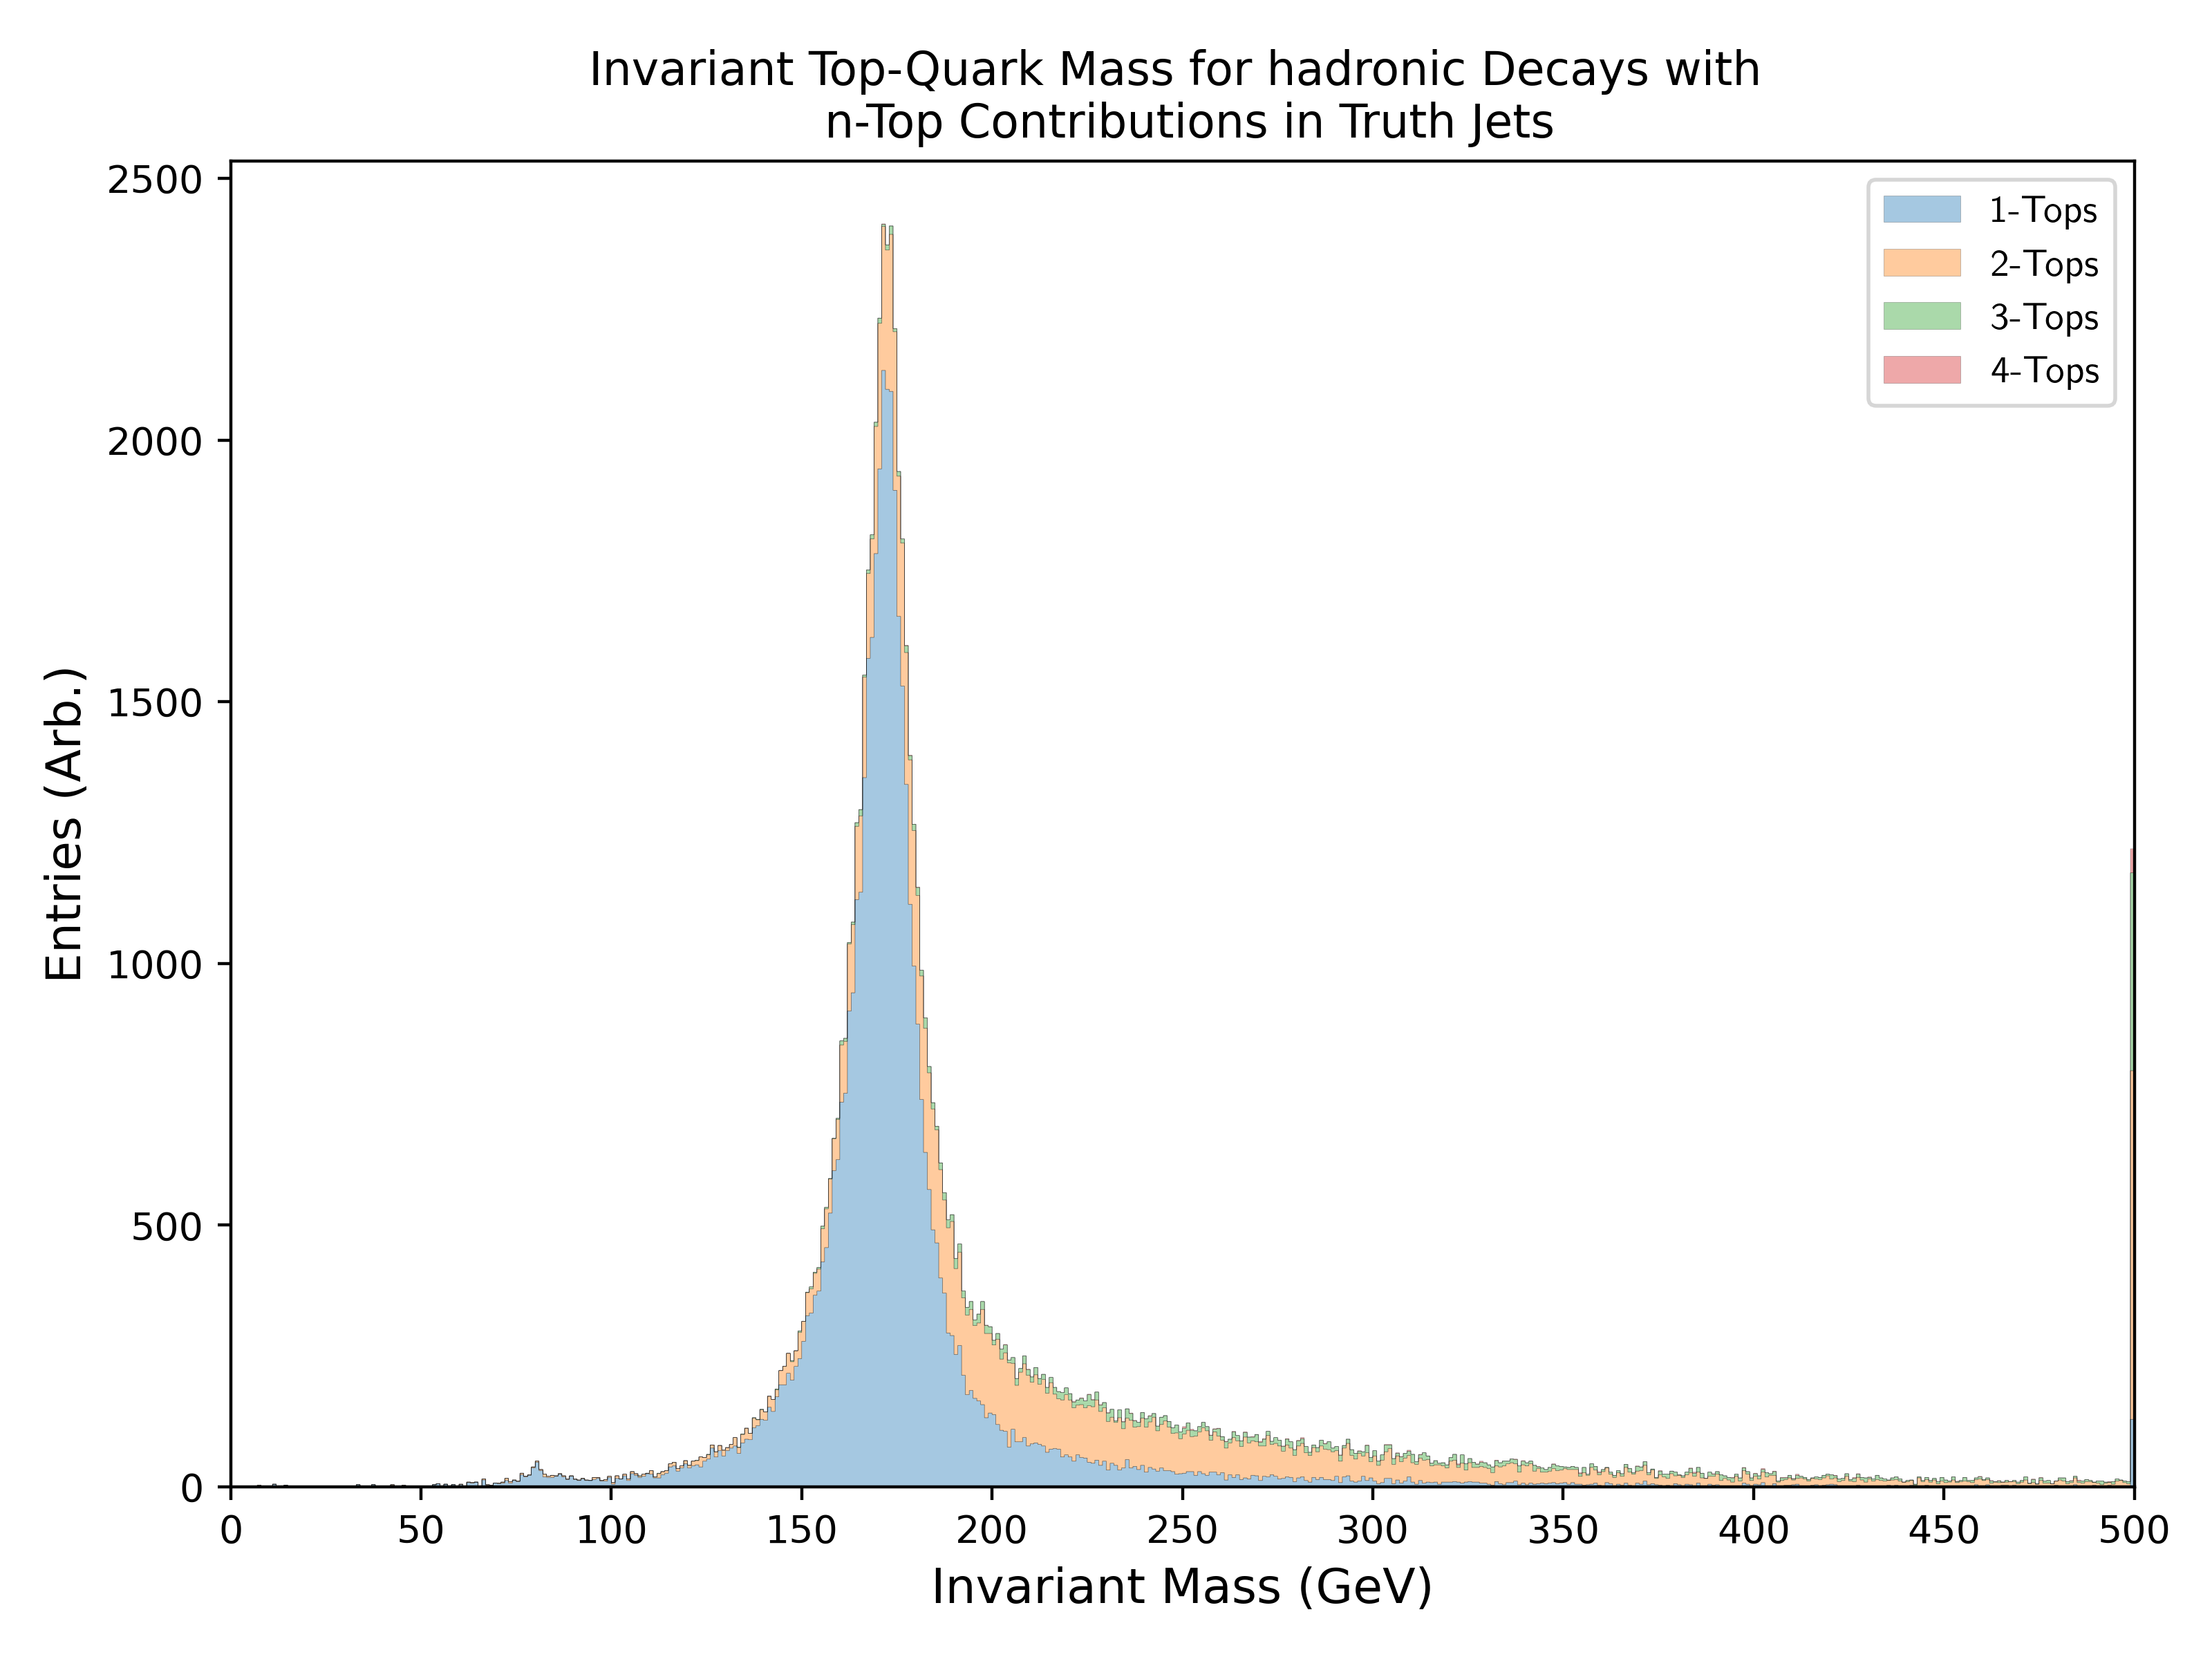 Invariant Top-Quark Mass for hadronic Decays with
n-Top Contributions in Truth Jets
2500
2000
1500
1000
500
0
Entries (Arb.)
1-Tops
2-Tops
3-Tops
4-Tops
0 50 100 150 200 250 300 350 400 450 500
Invariant Mass (GeV)